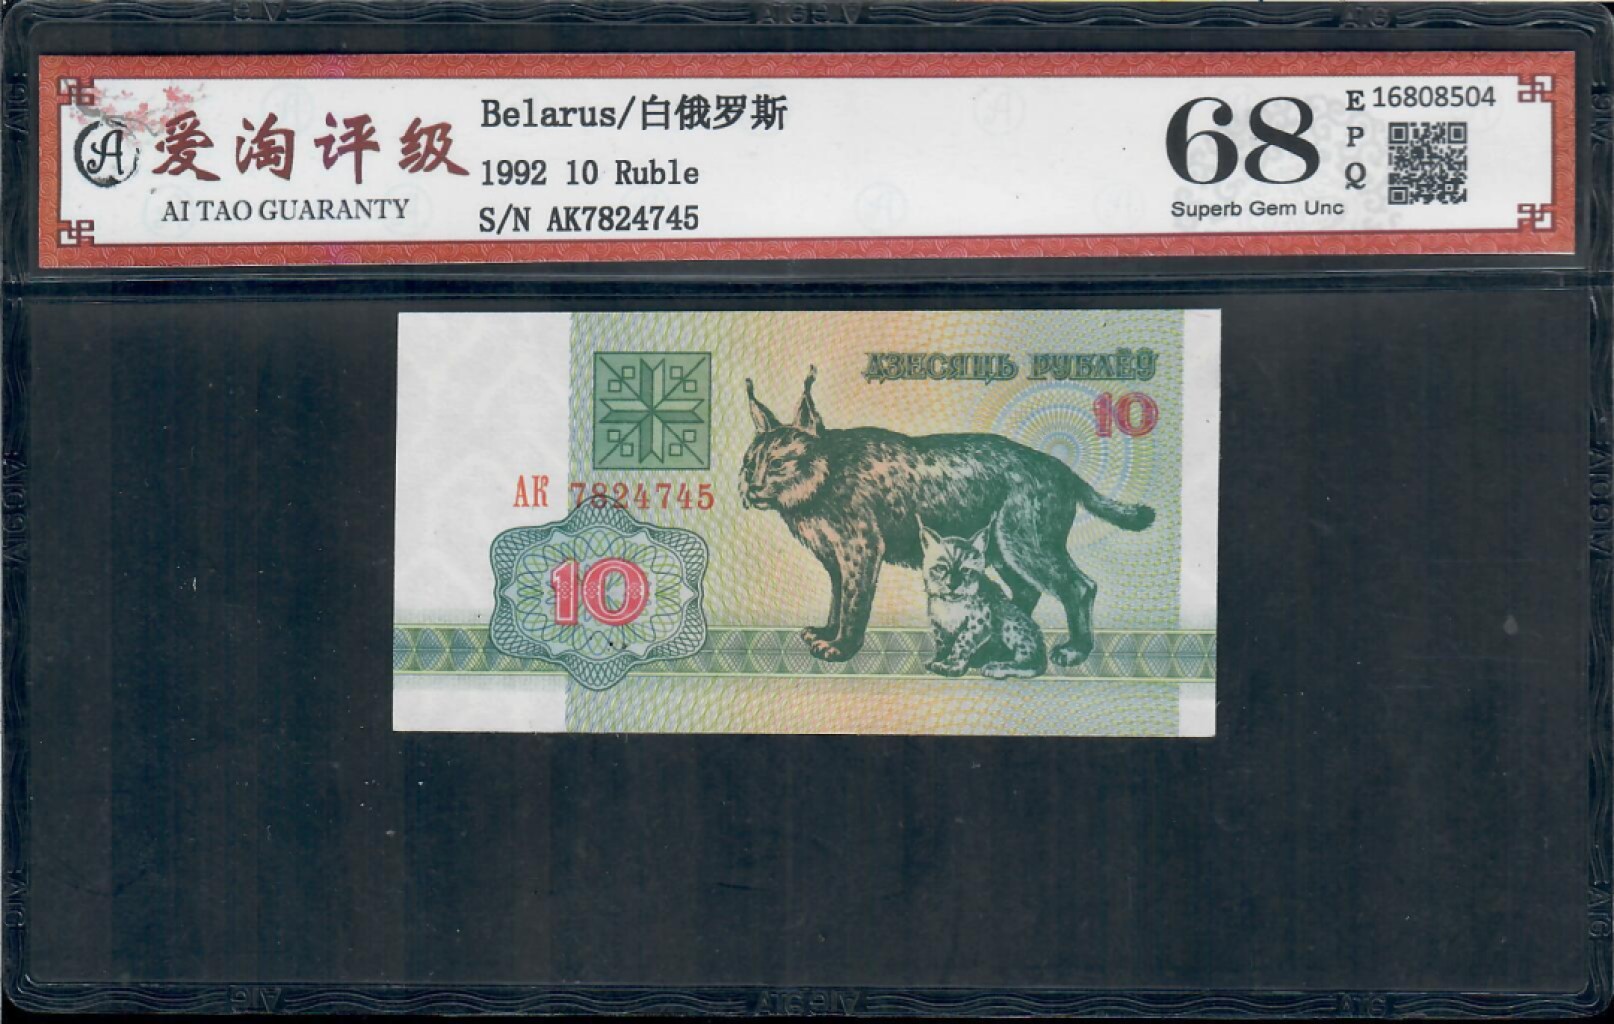 爱淘评级
AI TAO GUARANTY
Belarus/白俄罗斯
1992 10 Ruble
S/N AK7824745
68
EPQ
Superb Gem Unc
16808504
ДЗЕСЯЦЬ РУБЛЁЎ
10
АК 7824745
10